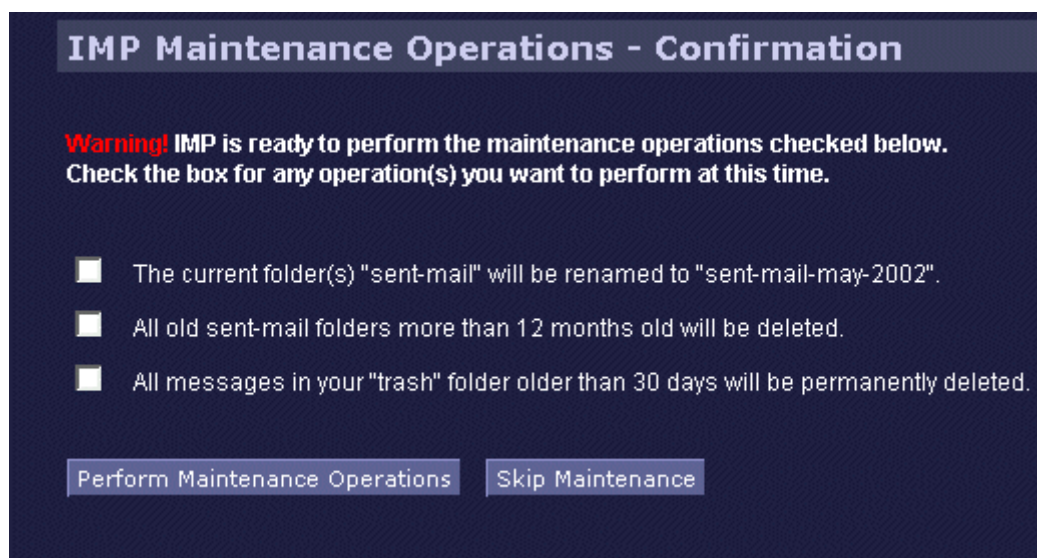 IMP Maintenance Operations - Confirmation
Warning! IMP is ready to perform the maintenance operations checked below.
Check the box for any operation(s) you want to perform at this time.
The current folder(s) "sent-mail" will be renamed to "sent-mail-may-2002".
All old sent-mail folders more than 12 months old will be deleted.
All messages in your "trash" folder older than 30 days will be permanently deleted.
Perform Maintenance Operations Skip Maintenance